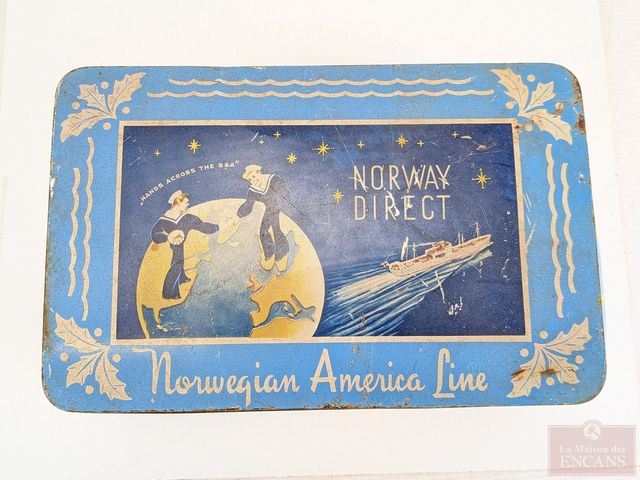 „HANDS ACROSS THE SEA"
NORWAY
DIRECT
Norwegian America Line
La Maison des
ENCANS